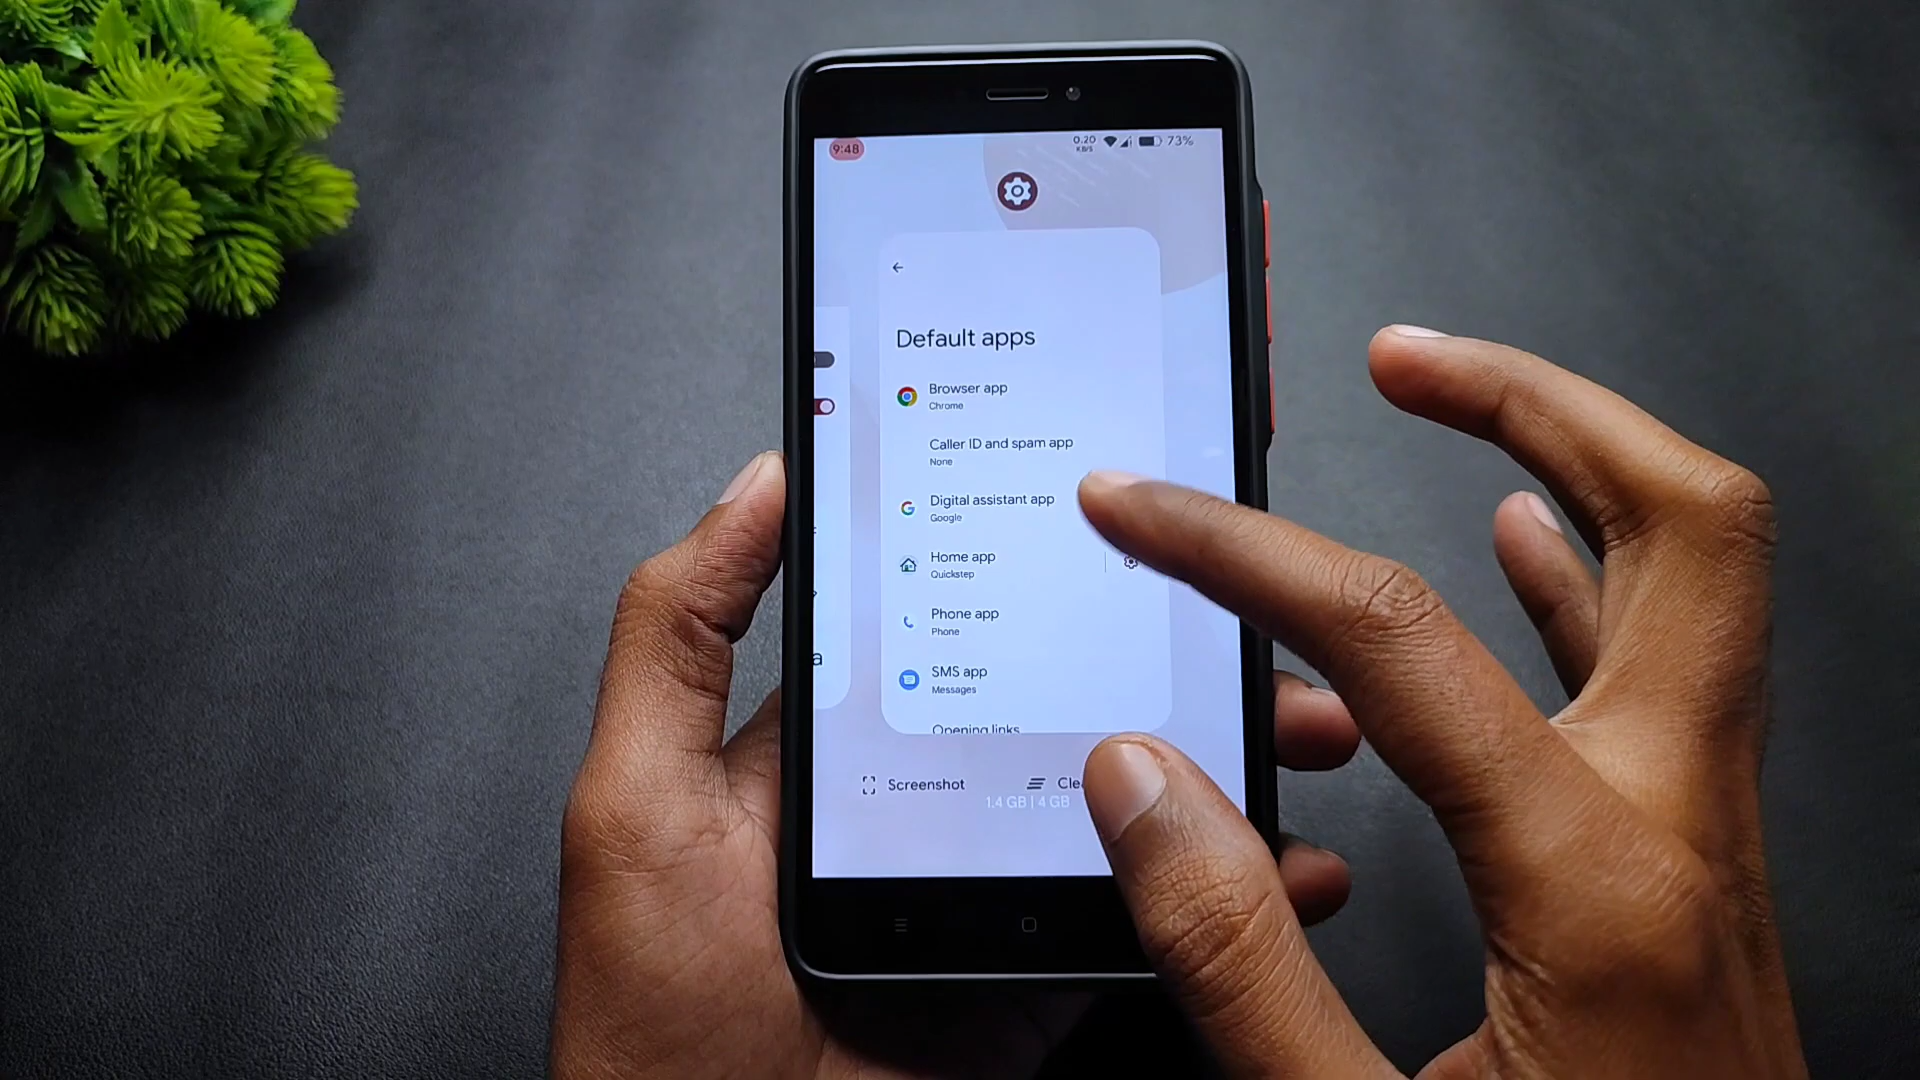 9:48
0.20
KB/S
73%
Default apps
Browser app
Chrome
Caller ID and spam app
None
Digital assistant app
Google
Home app
Quickstep
Phone app
Phone
SMS app
Messages
Opening links
a
Screenshot
Cle
1.4 GB | 4 GB